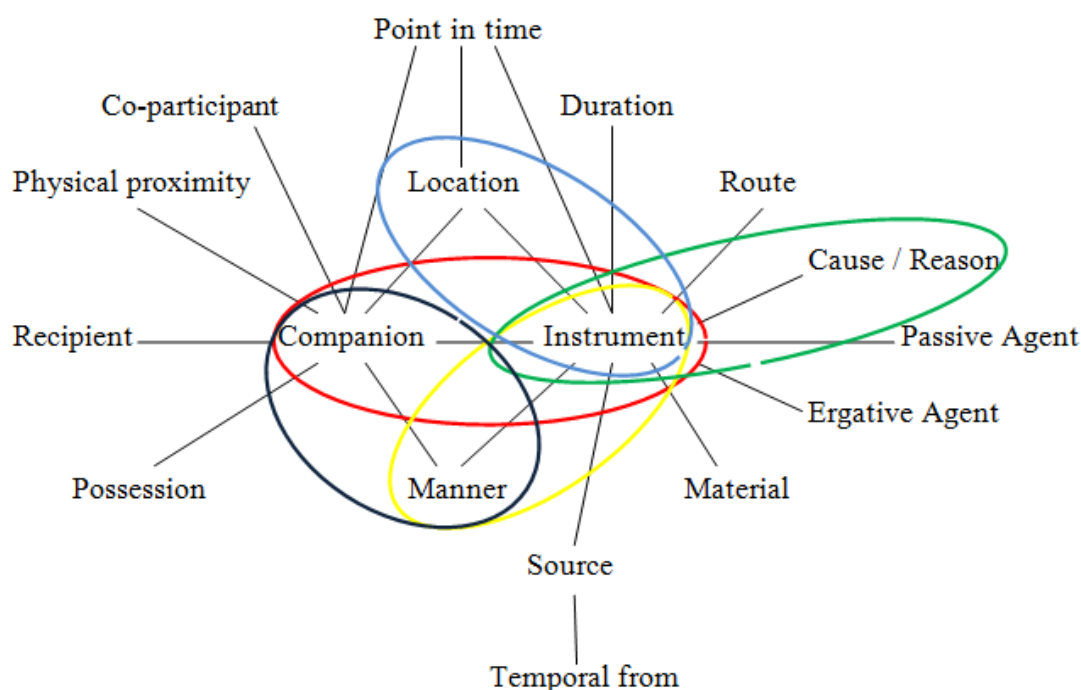 Point in time
Co-participant
Duration
Physical proximity
Location
Route
Cause / Reason
Recipient
Companion
Instrument
Passive Agent
Ergative Agent
Possession
Manner
Material
Source
Temporal from